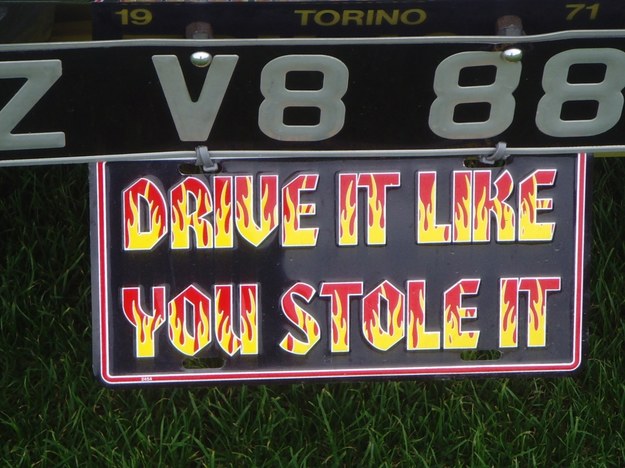 19 TORINO 71
Z V8 88
DRIVE IT LIKE
YOU STOLE IT